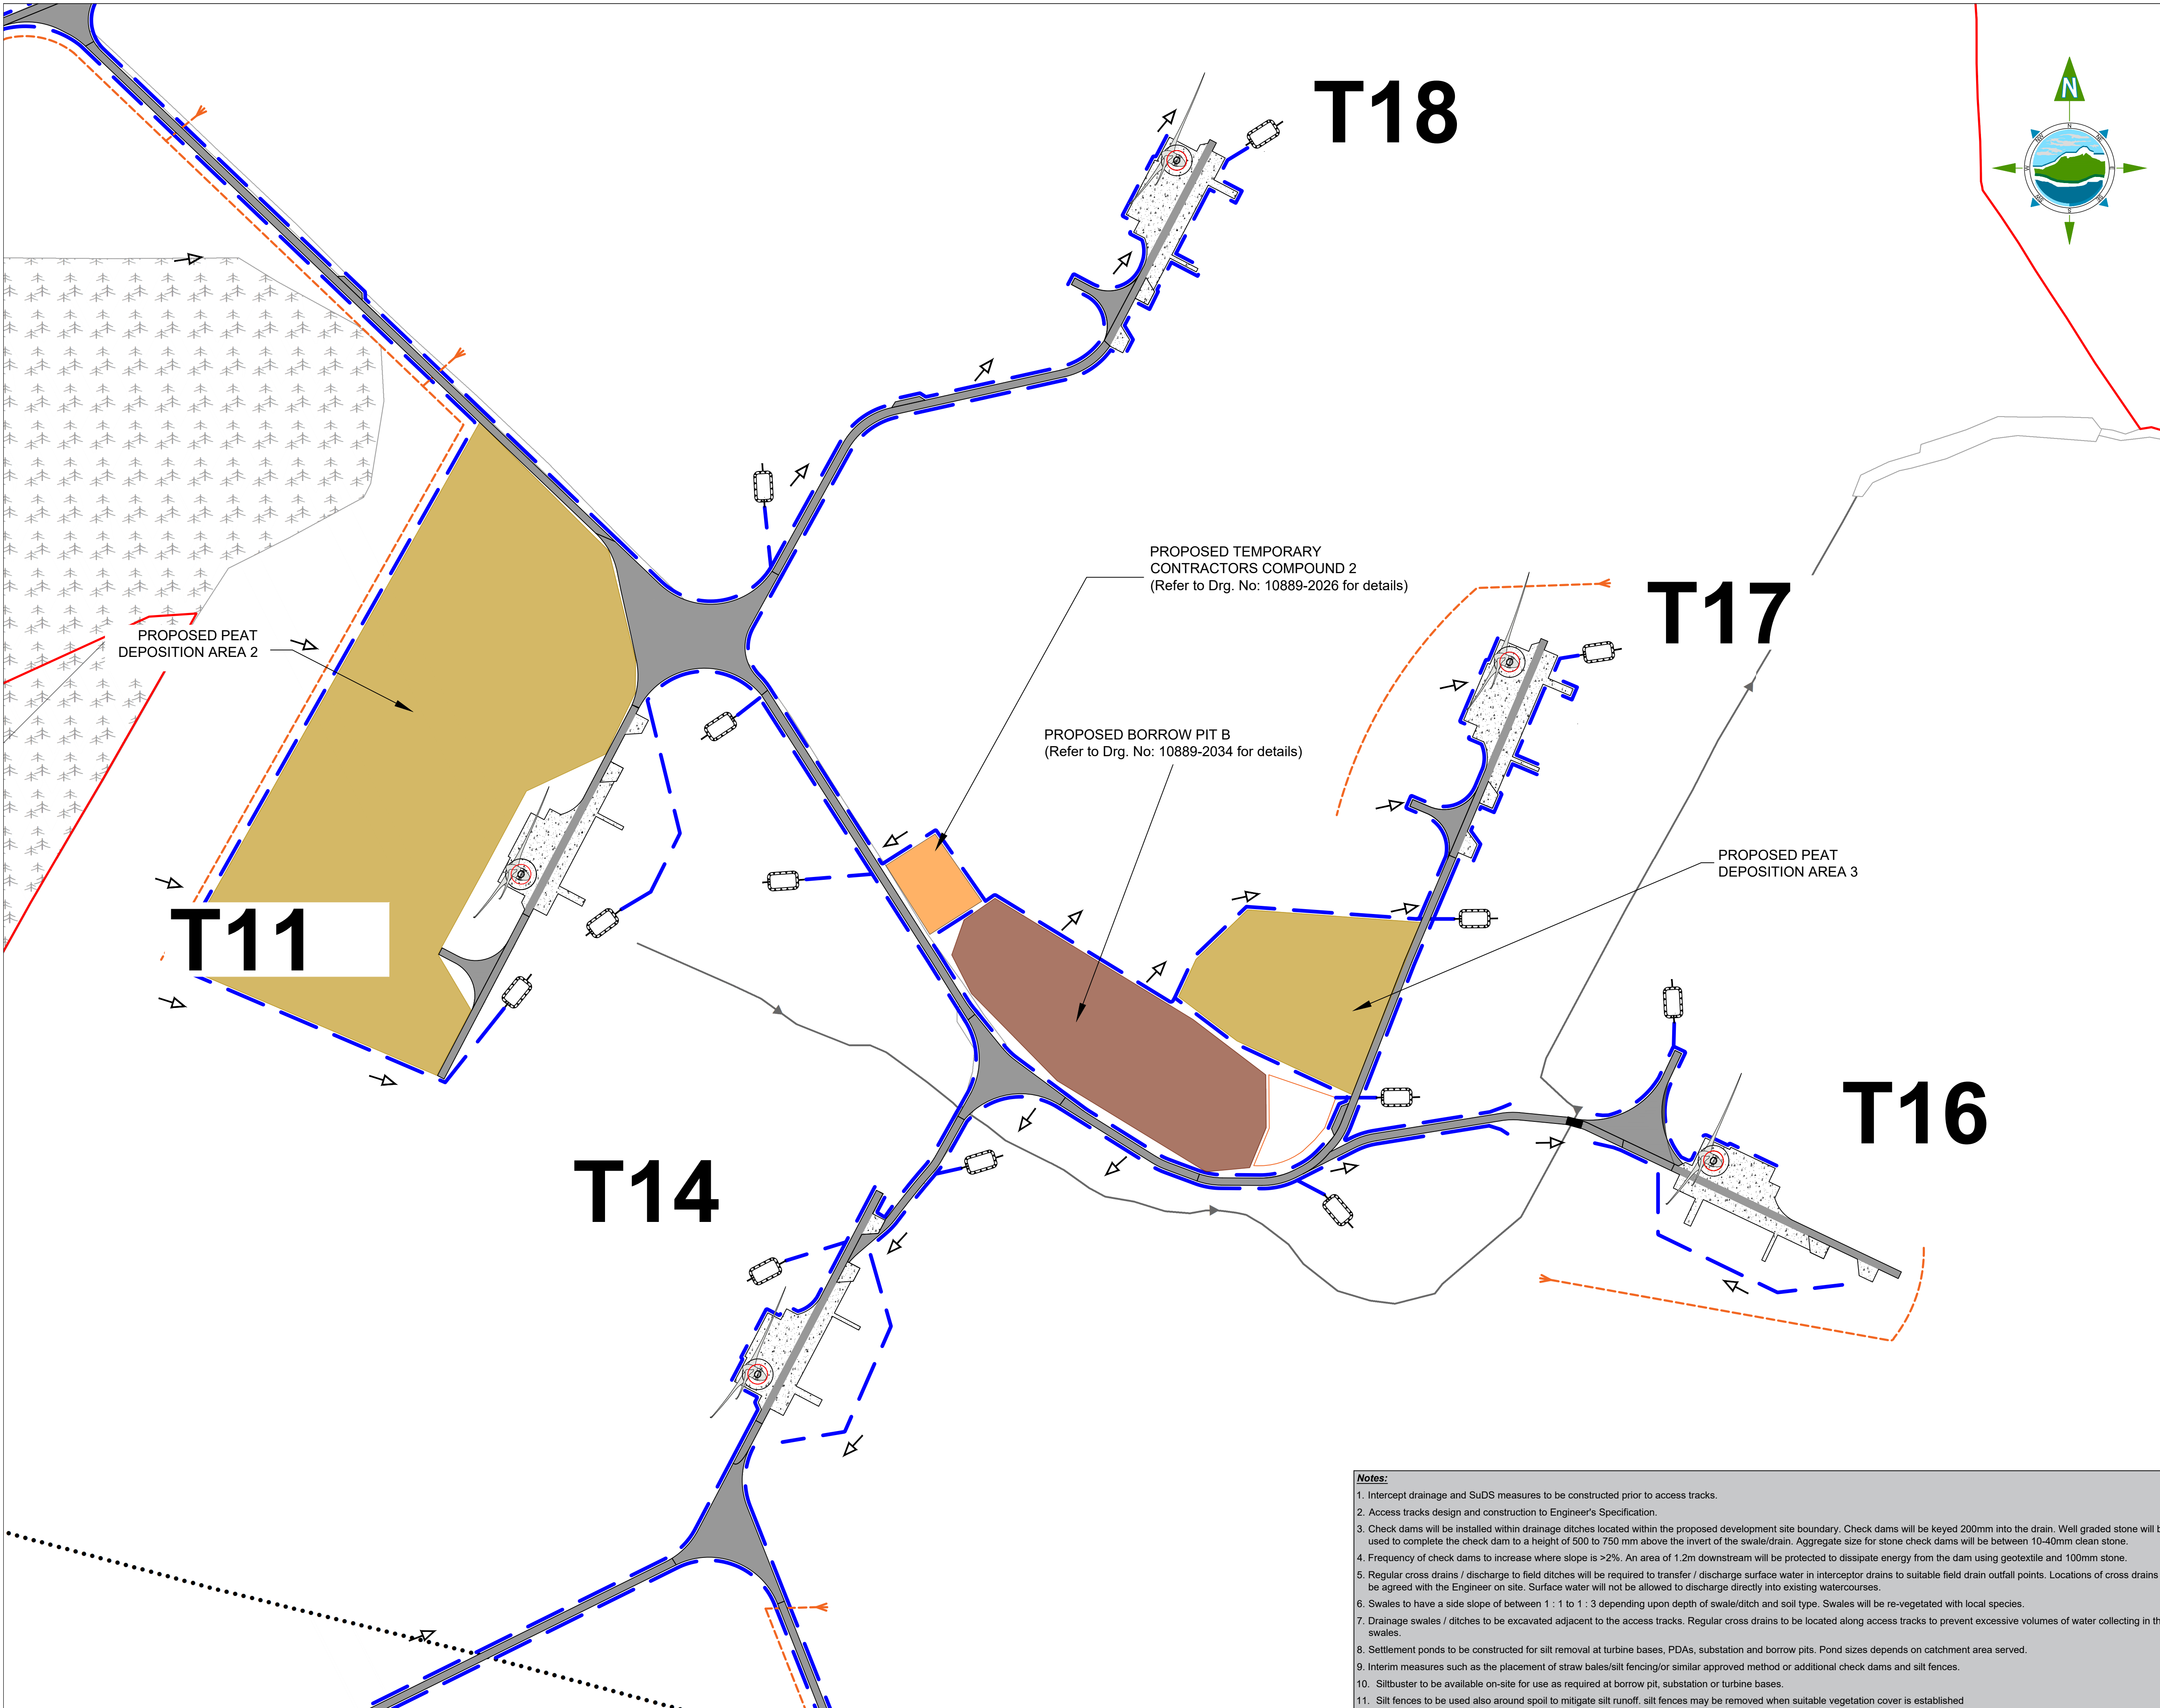 T18
N
PROPOSED TEMPORARY
CONTRACTORS COMPOUND 2
(Refer to Drg. No: 10889-2026 for details)
T17
PROPOSED PEAT
DEPOSITION AREA 2
PROPOSED BORROW PIT B
(Refer to Drg. No: 10889-2034 for details)
PROPOSED PEAT
DEPOSITION AREA 3
T11
T16
T14
Notes:
1. Intercept drainage and SuDS measures to be constructed prior to access tracks.
2. Access tracks design and construction to Engineer's Specification.
3. Check dams will be installed within drainage ditches located within the proposed development site boundary. Check dams will be keyed 200mm into the drain. Well graded stone will
used to complete the check dam to a height of 500 to 750 mm above the invert of the swale/drain. Aggregate size for stone check dams will be between 10-40mm clean stone.
4. Frequency of check dams to increase where slope is >2%. An area of 1.2m downstream will be protected to dissipate energy from the dam using geotextile and 100mm stone.
5. Regular cross drains / discharge to field ditches will be required to transfer / discharge surface water in interceptor drains to suitable field drain outfall points. Locations of cross drains
be agreed with the Engineer on site. Surface water will not be allowed to discharge directly into existing watercourses.
6. Swales to have a side slope of between 1 : 1 to 1 : 3 depending upon depth of swale/ditch and soil type. Swales will be re-vegetated with local species.
7. Drainage swales / ditches to be excavated adjacent to the access tracks. Regular cross drains to be located along access tracks to prevent excessive volumes of water collecting in
swales.
8. Settlement ponds to be constructed for silt removal at turbine bases, PDAs, substation and borrow pits. Pond sizes depends on catchment area served.
9. Interim measures such as the placement of straw bales/silt fencing/or similar approved method or additional check dams and silt fences.
10. Siltbuster to be available on-site for use as required at borrow pit, substation or turbine bases.
11. Silt fences to be used also around spoil to mitigate silt runoff. silt fences may be removed when suitable vegetation cover is established